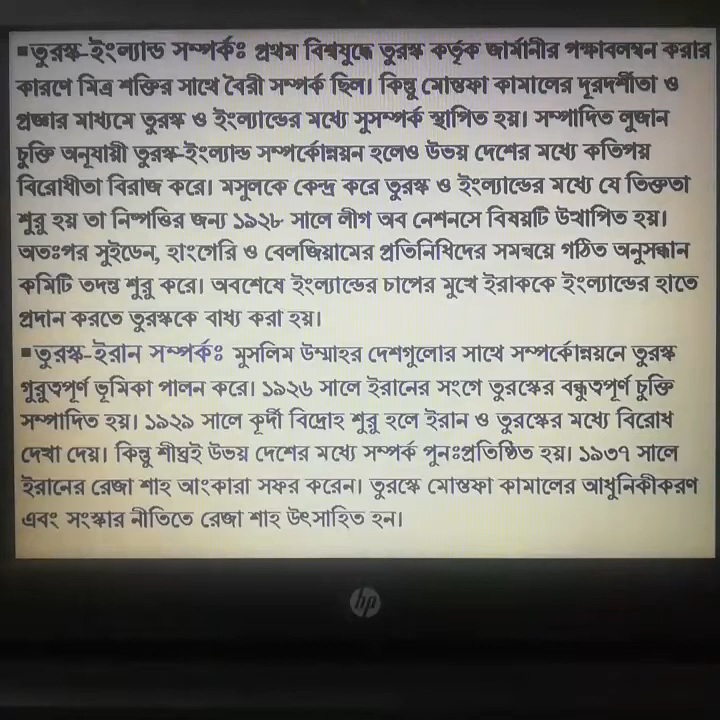 ▪তুরস্ক-ইংল্যান্ড সম্পর্কঃ প্রথম বিশ্বযুদ্ধে তুরস্ক কর্তৃক জার্মানীর পক্ষাবলম্বন করার
কারণে মিত্র শক্তির সাথে বৈরী সম্পর্ক ছিল। কিন্তু মোস্তফা কামালের দূরদর্শীতা ও
প্রজ্ঞার মাধ্যমে তুরস্ক ও ইংল্যান্ডের মধ্যে সুসম্পর্ক স্থাপিত হয়। সম্পাদিত লুজান
চুক্তি অনূযায়ী তুরস্ক-ইংল্যান্ড সম্পর্কোন্নয়ন হলেও উভয় দেশের মধ্যে কতিপয়
বিরোধীতা বিরাজ করে। মসুলকে কেন্দ্র করে তুরস্ক ও ইংল্যান্ডের মধ্যে যে তিক্ততা
শুরু হয় তা নিষ্পত্তির জন্য ১৯২৮ সালে লীগ অব নেশনসে বিষয়টি উত্থাপিত হয়।
অতঃপর সুইডেন, হাংগেরি ও বেলজিয়ামের প্রতিনিধিদের সমন্বয়ে গঠিত অনুসন্ধান
কমিটি তদন্ত শুরু করে। অবশেষে ইংল্যান্ডের চাপের মুখে ইরাককে ইংল্যান্ডের হাতে
প্রদান করতে তুরস্ককে বাধ্য করা হয়।
▪তুরস্ক-ইরান সম্পর্কঃ মুসলিম উম্মাহর দেশগুলোর সাথে সম্পর্কোন্নয়নে তুরস্ক
গুরুত্বপূর্ণ ভূমিকা পালন করে। ১৯২৬ সালে ইরানের সংগে তুরস্কের বন্ধুত্বপূর্ণ চুক্তি
সম্পাদিত হয়। ১৯২৯ সালে কূর্দী বিদ্রোহ শুরু হলে ইরান ও তুরস্কের মধ্যে বিরোধ
দেখা দেয়। কিন্তু শীঘ্রই উভয় দেশের মধ্যে সম্পর্ক পুনঃপ্রতিষ্ঠিত হয়। ১৯৩৭ সালে
ইরানের রেজা শাহ আংকারা সফর করেন। তুরস্কে মোস্তফা কামালের আধুনিকীকরণ
এবং সংস্কার নীতিতে রেজা শাহ উৎসাহিত হন।
hp